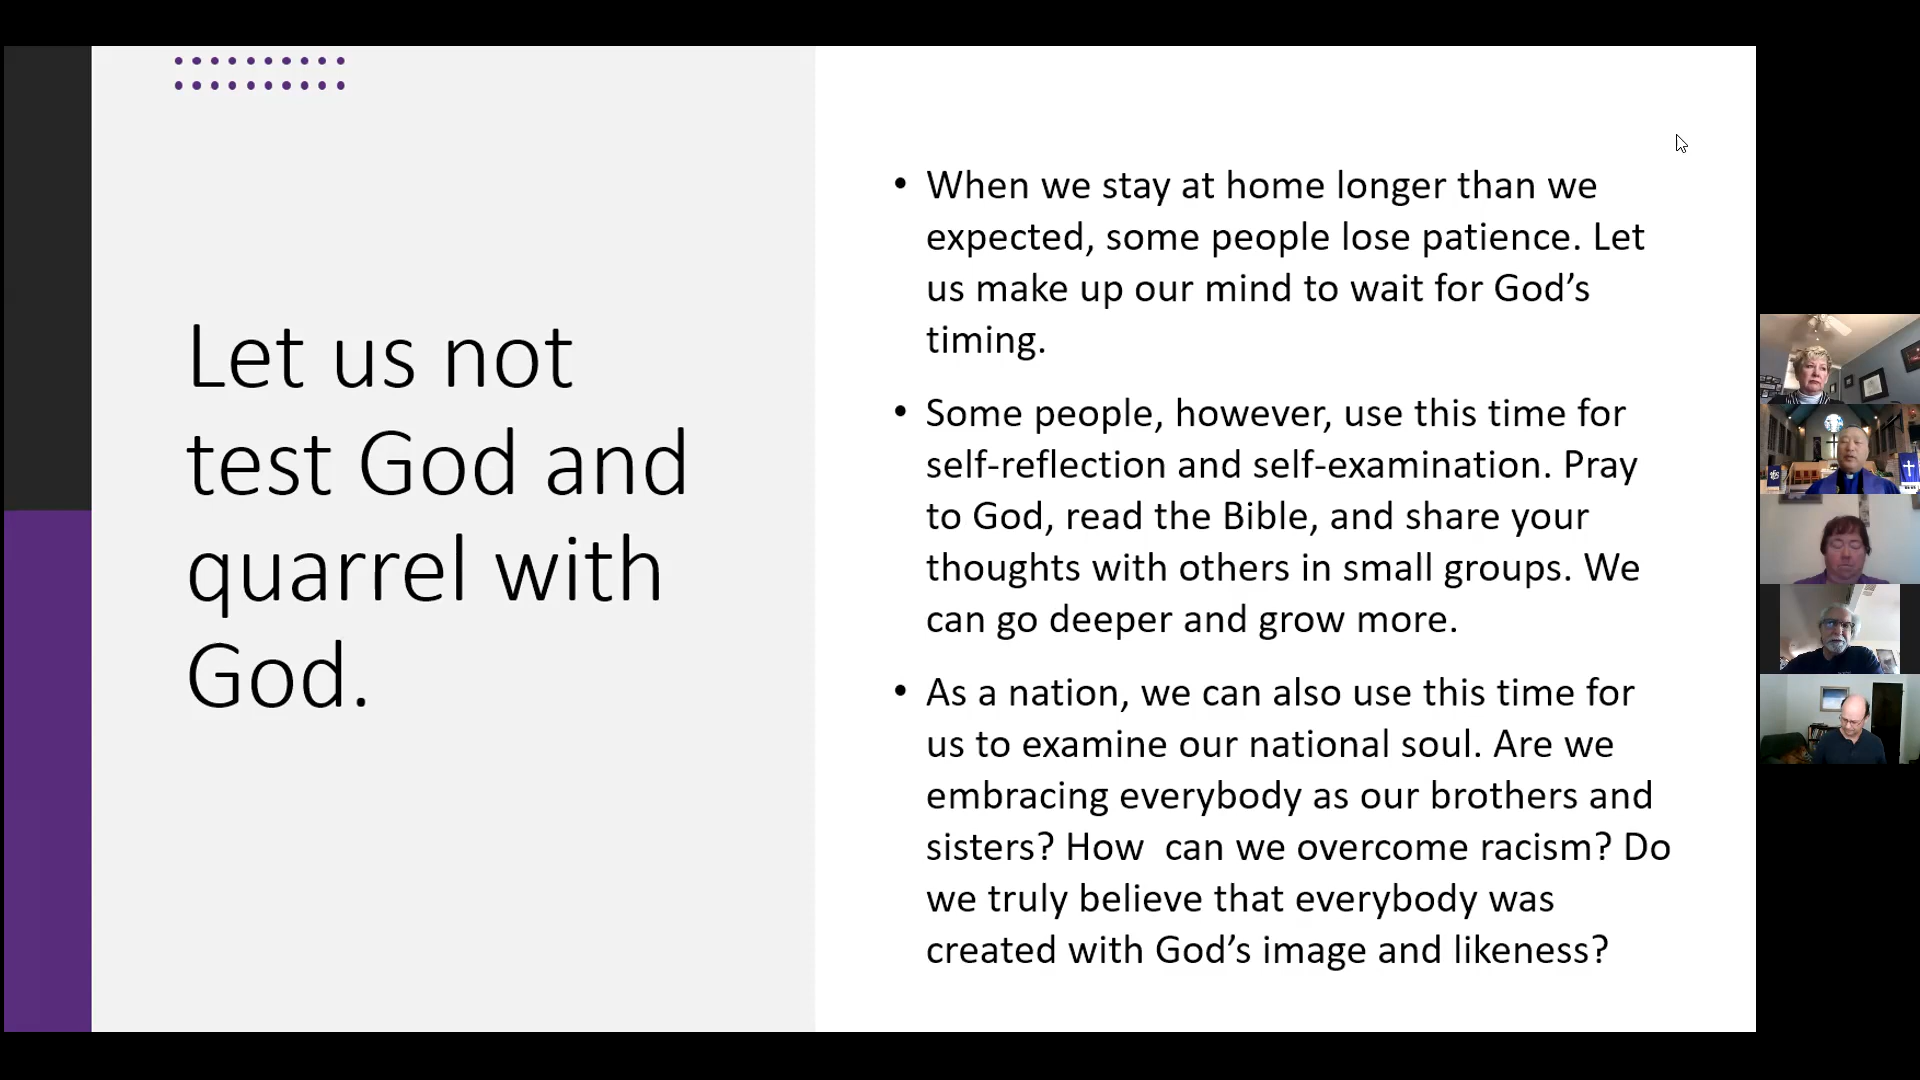 Let us not
test God and
quarrel with
God.
• When we stay at home longer than we
expected, some people lose patience. Let
us make up our mind to wait for God’s
timing.
• Some people, however, use this time for
self-reflection and self-examination. Pray
to God, read the Bible, and share your
thoughts with others in small groups. We
can go deeper and grow more.
• As a nation, we can also use this time for
us to examine our national soul. Are we
embracing everybody as our brothers and
sisters? How  can we overcome racism? Do
we truly believe that everybody was
created with God’s image and likeness?